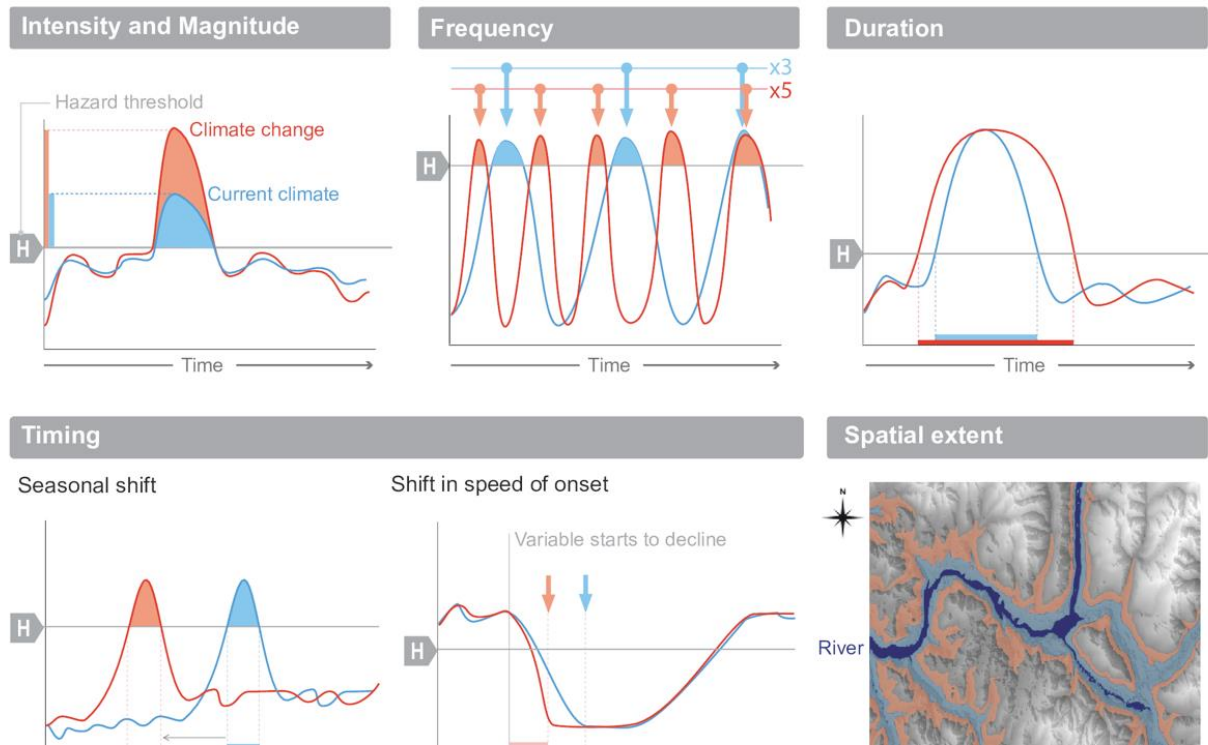 Intensity and Magnitude
Hazard threshold
Climate change
Current climate
H
Time
Frequency
x3
x5
H
Time
Duration
H
Time
Timing
Seasonal shift
H
Shift in speed of onset
Variable starts to decline
H
Spatial extent
N
River